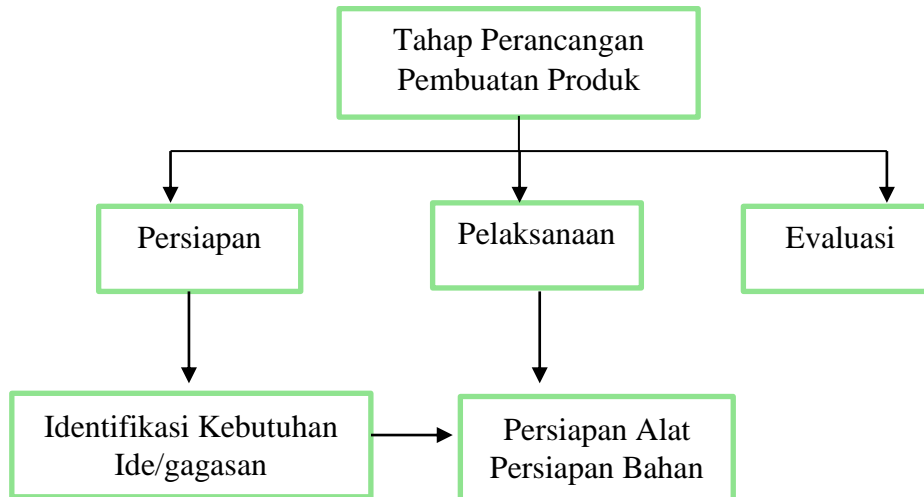 Tahap Perancangan
Pembuatan Produk
Persiapan
Pelaksanaan
Evaluasi
Identifikasi Kebutuhan
Ide/gagasan
Persiapan Alat
Persiapan Bahan